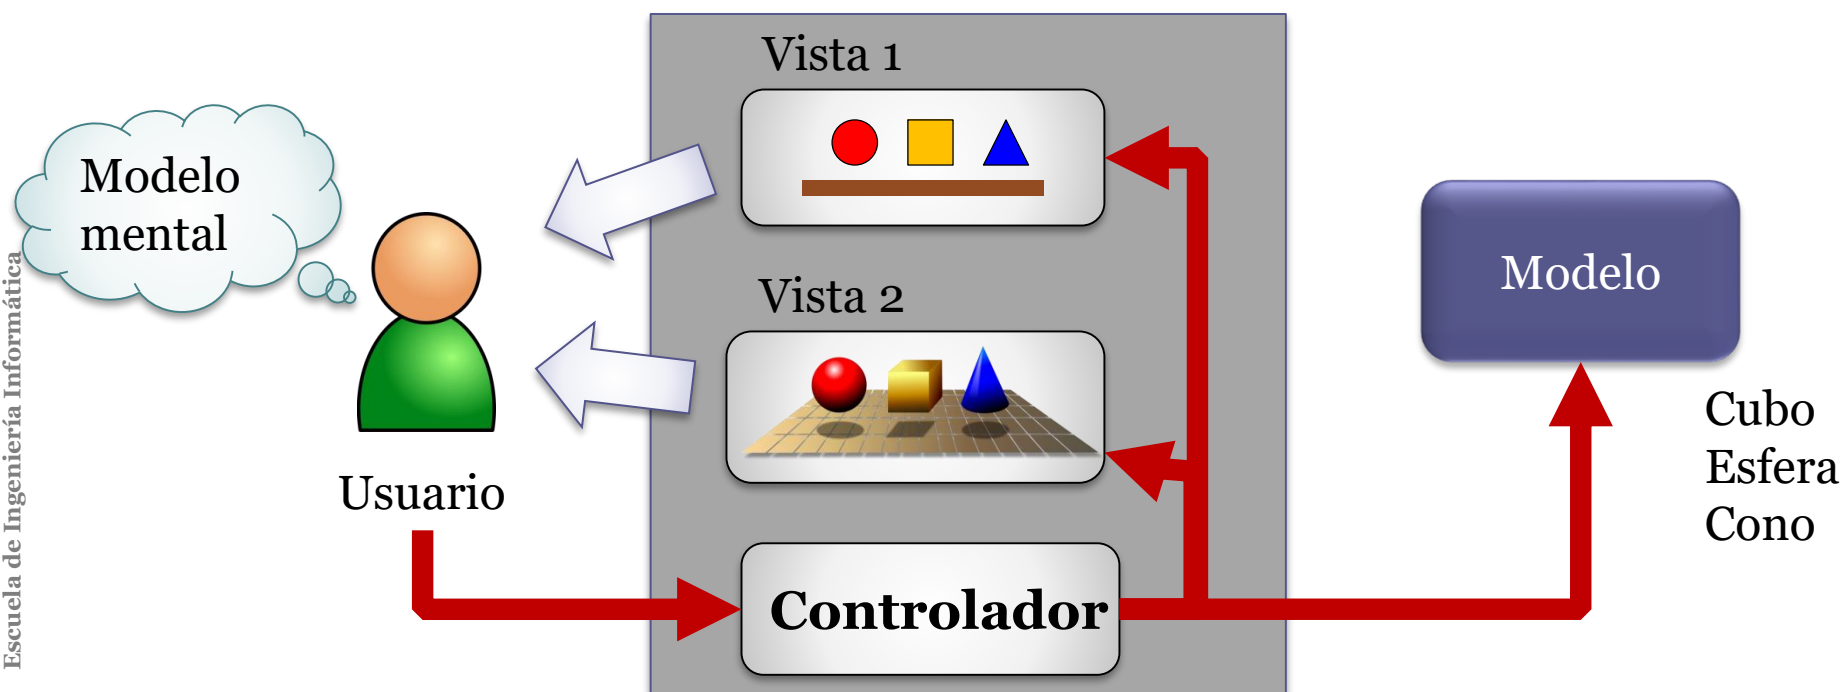 Vista 1
Modelo
mental
Vista 2
Modelo
Usuario
Cubo
Esfera
Cono
Controlador
Escuela de Ingeniería Informática